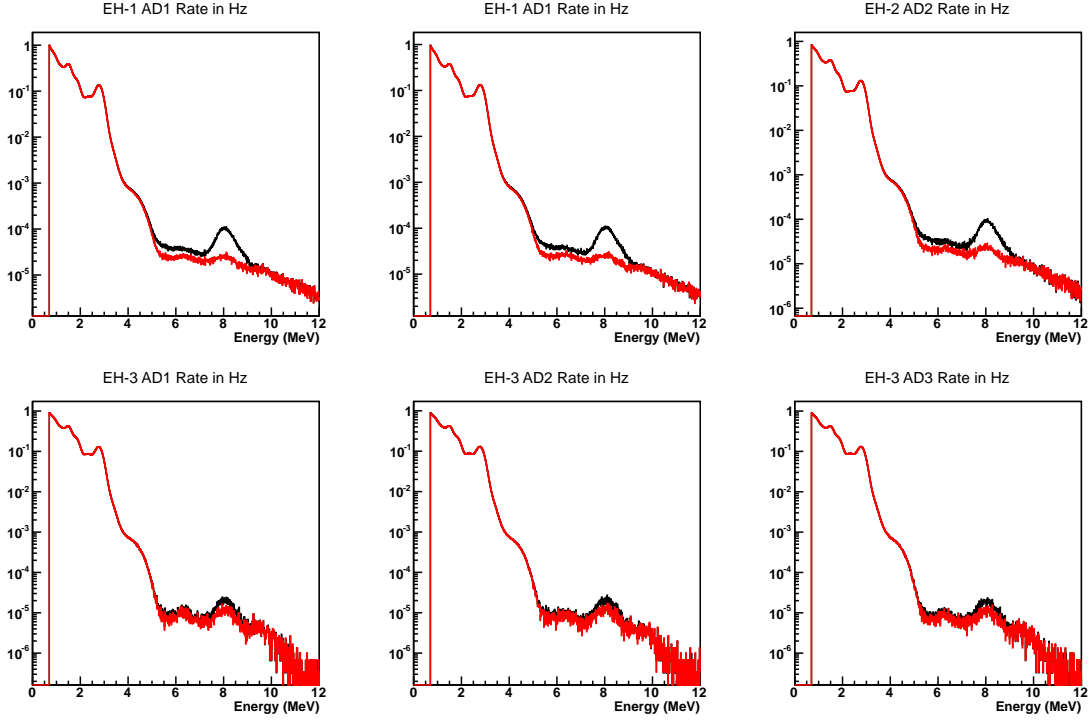 EH-1 AD1 Rate in Hz
EH-1 AD1 Rate in Hz
EH-2 AD2 Rate in Hz
1
10^-1
10^-2
10^-3
10^-4
10^-5
0 2 4 6 8 10 12
Energy (MeV)
1
10^-1
10^-2
10^-3
10^-4
10^-5
0 2 4 6 8 10 12
Energy (MeV)
1
10^-1
10^-2
10^-3
10^-4
10^-5
10^-6
0 2 4 6 8 10 12
Energy (MeV)
EH-3 AD1 Rate in Hz
EH-3 AD2 Rate in Hz
EH-3 AD3 Rate in Hz
1
10^-1
10^-2
10^-3
10^-4
10^-5
10^-6
0 2 4 6 8 10 12
Energy (MeV)
1
10^-1
10^-2
10^-3
10^-4
10^-5
10^-6
0 2 4 6 8 10 12
Energy (MeV)
1
10^-1
10^-2
10^-3
10^-4
10^-5
10^-6
0 2 4 6 8 10 12
Energy (MeV)